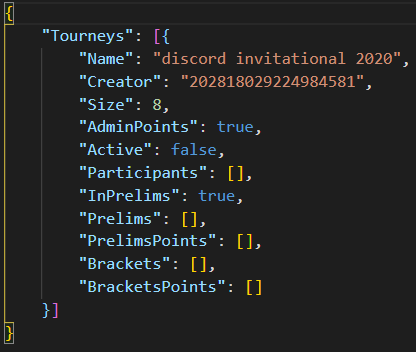 {
    "Tourneys": [{
        "Name": "discord invitational 2020",
        "Creator": "202818029224984581",
        "Size": 8,
        "AdminPoints": true,
        "Active": false,
        "Participants": [],
        "InPrelims": true,
        "Prelims": [],
        "PrelimsPoints": [],
        "Brackets": [],
        "BracketsPoints": []
    }]
}